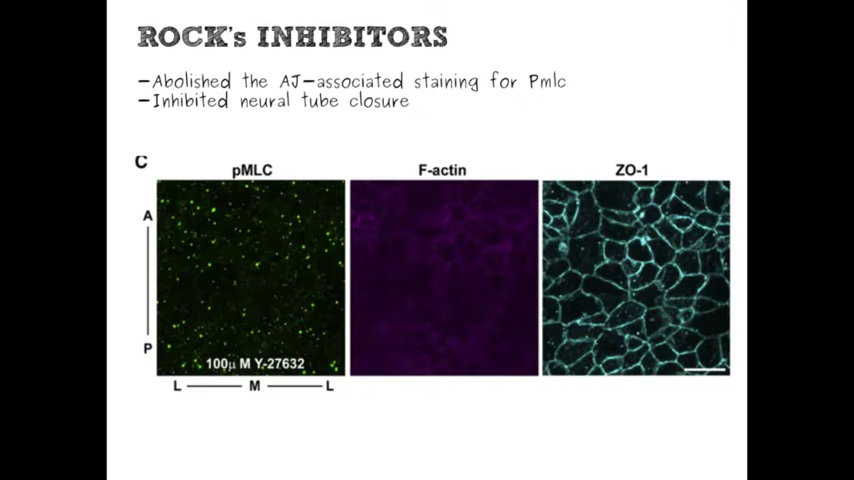 ROCK's INHIBITORS
-Abolished the AJ-associated staining for Pmlc
-Inhibited neural tube closure
C
pMLC F-actin ZO-1
A
P
100µ M Y-27632
L M L